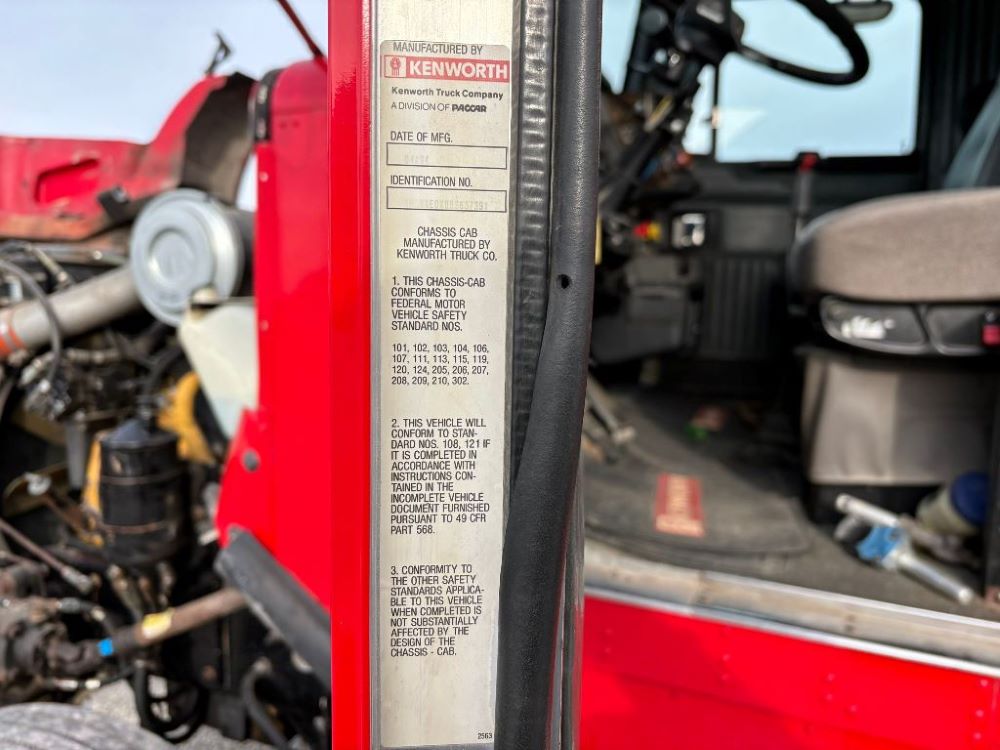 MANUFACTURED BY
KENWORTH
Kenworth Truck Company
A DIVISION OF PACCAR
DATE OF MFG.
IDENTIFICATION NO.
CHASSIS CAB
MANUFACTURED BY
KENWORTH TRUCK CO.
1. THIS CHASSIS-CAB
CONFORMS TO
FEDERAL MOTOR
VEHICLE SAFETY
STANDARD NOS.
101, 102, 103, 104, 106,
107, 111, 113, 115, 119,
120, 124, 205, 206, 207,
208, 209, 210, 302.
2. THIS VEHICLE WILL
CONFORM TO STAN-
DARD NOS. 108, 121 IF
IT IS COMPLETED IN
ACCORDANCE WITH
INSTRUCTIONS CON-
TAINED IN THE
INCOMPLETE VEHICLE
DOCUMENT FURNISHED
PURSUANT TO 49 CFR
PART 568.
3. CONFORMITY TO
THE OTHER SAFETY
STANDARDS APPLICA-
BLE TO THIS VEHICLE
WHEN COMPLETED IS
NOT SUBSTANTIALLY
AFFECTED BY THE
DESIGN OF THE
CHASSIS - CAB.
2563